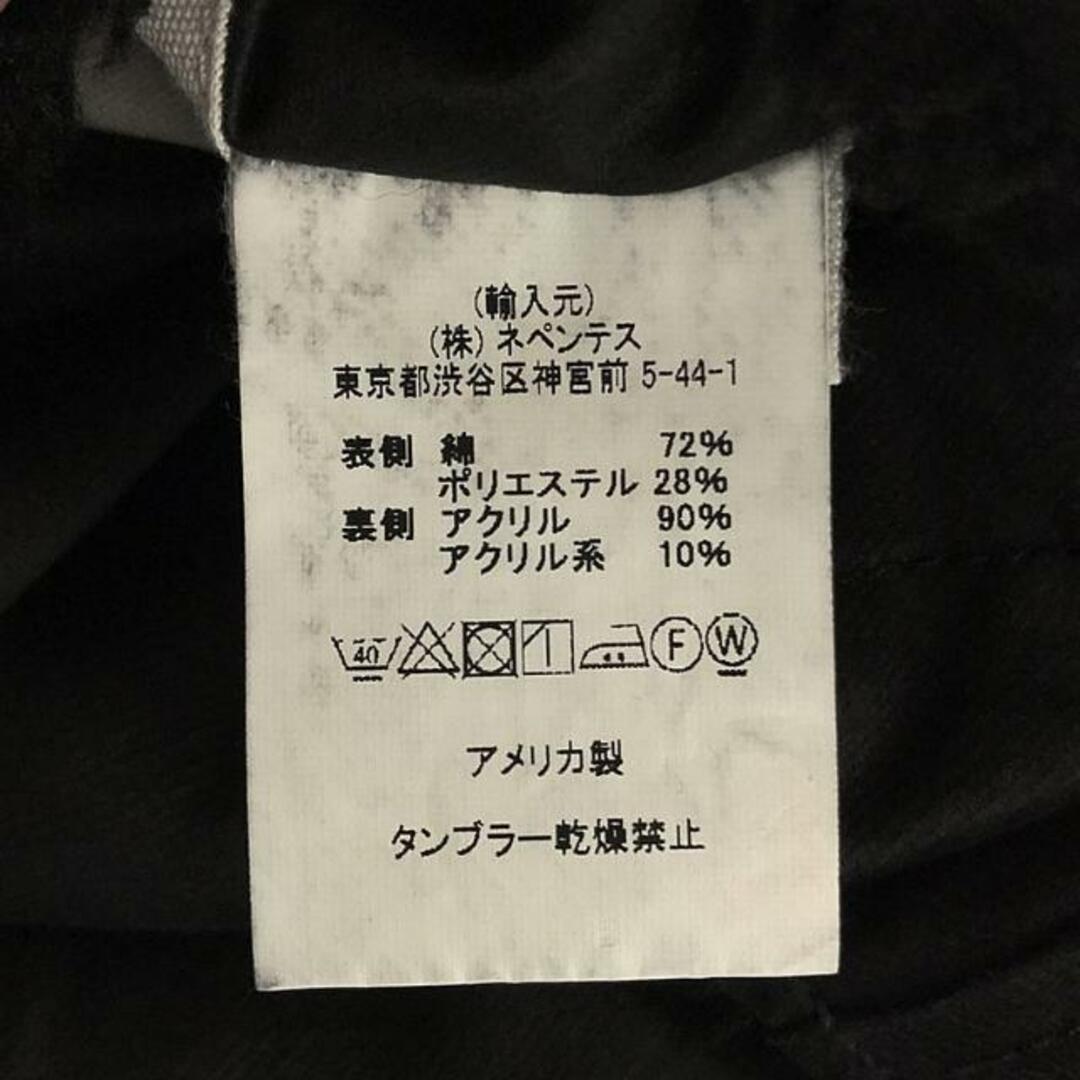 (輸入元)
(株) ネペンテス
東京都渋谷区神宮前 5-44-1
表側 綿 72%
ポリエステル 28%
裏側 アクリル 90%
アクリル系 10%
40 F W
アメリカ製
タンブラー乾燥禁止